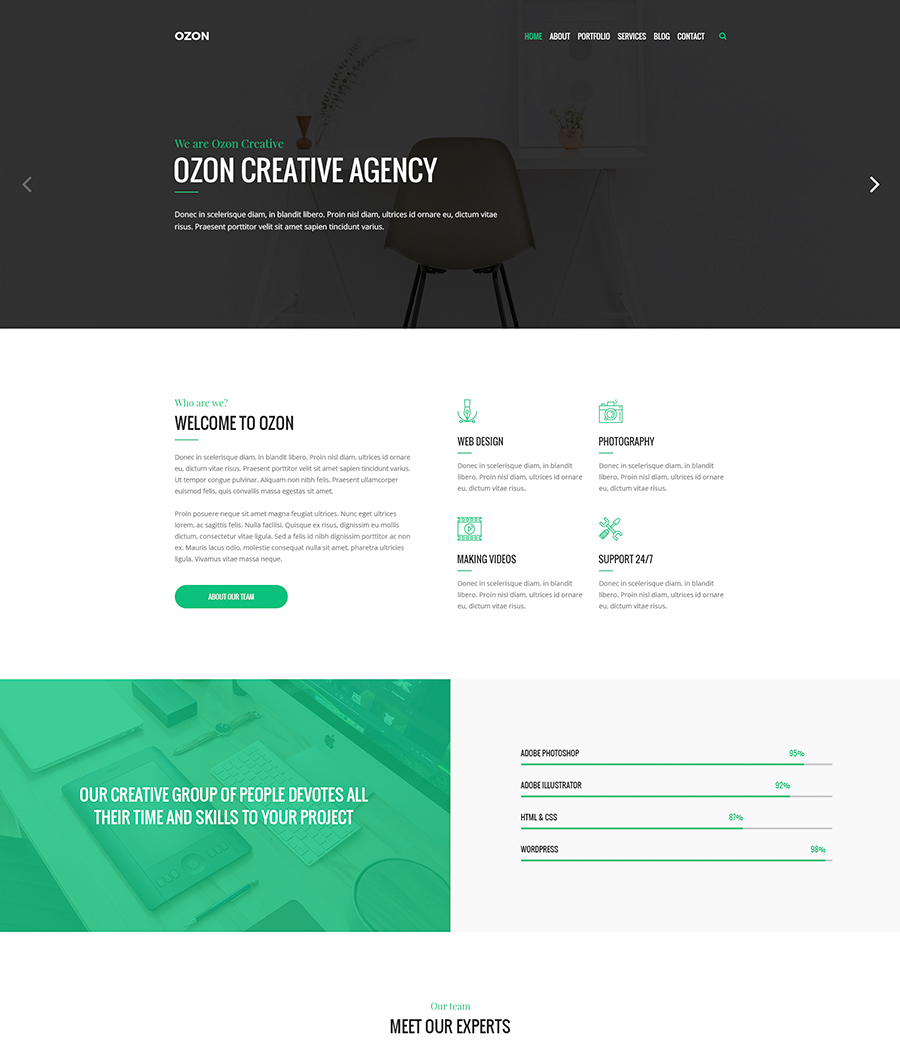 OZON
HOME ABOUT PORTFOLIO SERVICES BLOG CONTACT
We are Ozon Creative
OZON CREATIVE AGENCY
Donec in scelerisque diam, in blandit libero. Proin nisl diam, ultrices id ornare eu, dictum vitae
risus. Praesent porttitor velit sit amet sapien tincidunt varius.
Who are we?
WELCOME TO OZON
Donec in scelerisque diam, in blandit libero. Proin nisl diam, ultrices id ornare
eu, dictum vitae risus. Praesent porttitor velit sit amet sapien tincidunt varius.
Ut tempor congue pulvinar. Aliquam non nibh felis. Praesent ullamcorper
euismod felis, quis convallis massa egestas sit amet.
Proin posuere neque sit amet magna feugiat ultrices. Nunc eget ultrices
lorem, ac sagittis felis. Nulla facilisi. Quisque ex risus, dignissim eu mollis
dictum, consectetur vitae ligula. Sed a felis id nibh dignissim porttitor ac non
ex. Mauris lacus odio, molestie consequat nulla sit amet, pharetra ultricies
ligula. Vivamus vitae massa neque.
ABOUT OUR TEAM
WEB DESIGN
Donec in scelerisque diam, in blandit
libero. Proin nisl diam, ultrices id ornare
eu, dictum vitae risus.
PHOTOGRAPHY
Donec in scelerisque diam, in blandit
libero. Proin nisl diam, ultrices id ornare
eu, dictum vitae risus.
MAKING VIDEOS
Donec in scelerisque diam, in blandit
libero. Proin nisl diam, ultrices id ornare
eu, dictum vitae risus.
SUPPORT 24/7
Donec in scelerisque diam, in blandit
libero. Proin nisl diam, ultrices id ornare
eu, dictum vitae risus.
OUR CREATIVE GROUP OF PEOPLE DEVOTES ALL
THEIR TIME AND SKILLS TO YOUR PROJECT
ADOBE PHOTOSHOP 95%
ADOBE ILLUSTRATOR 92%
HTML & CSS 87%
WORDPRESS 98%
Our team
MEET OUR EXPERTS